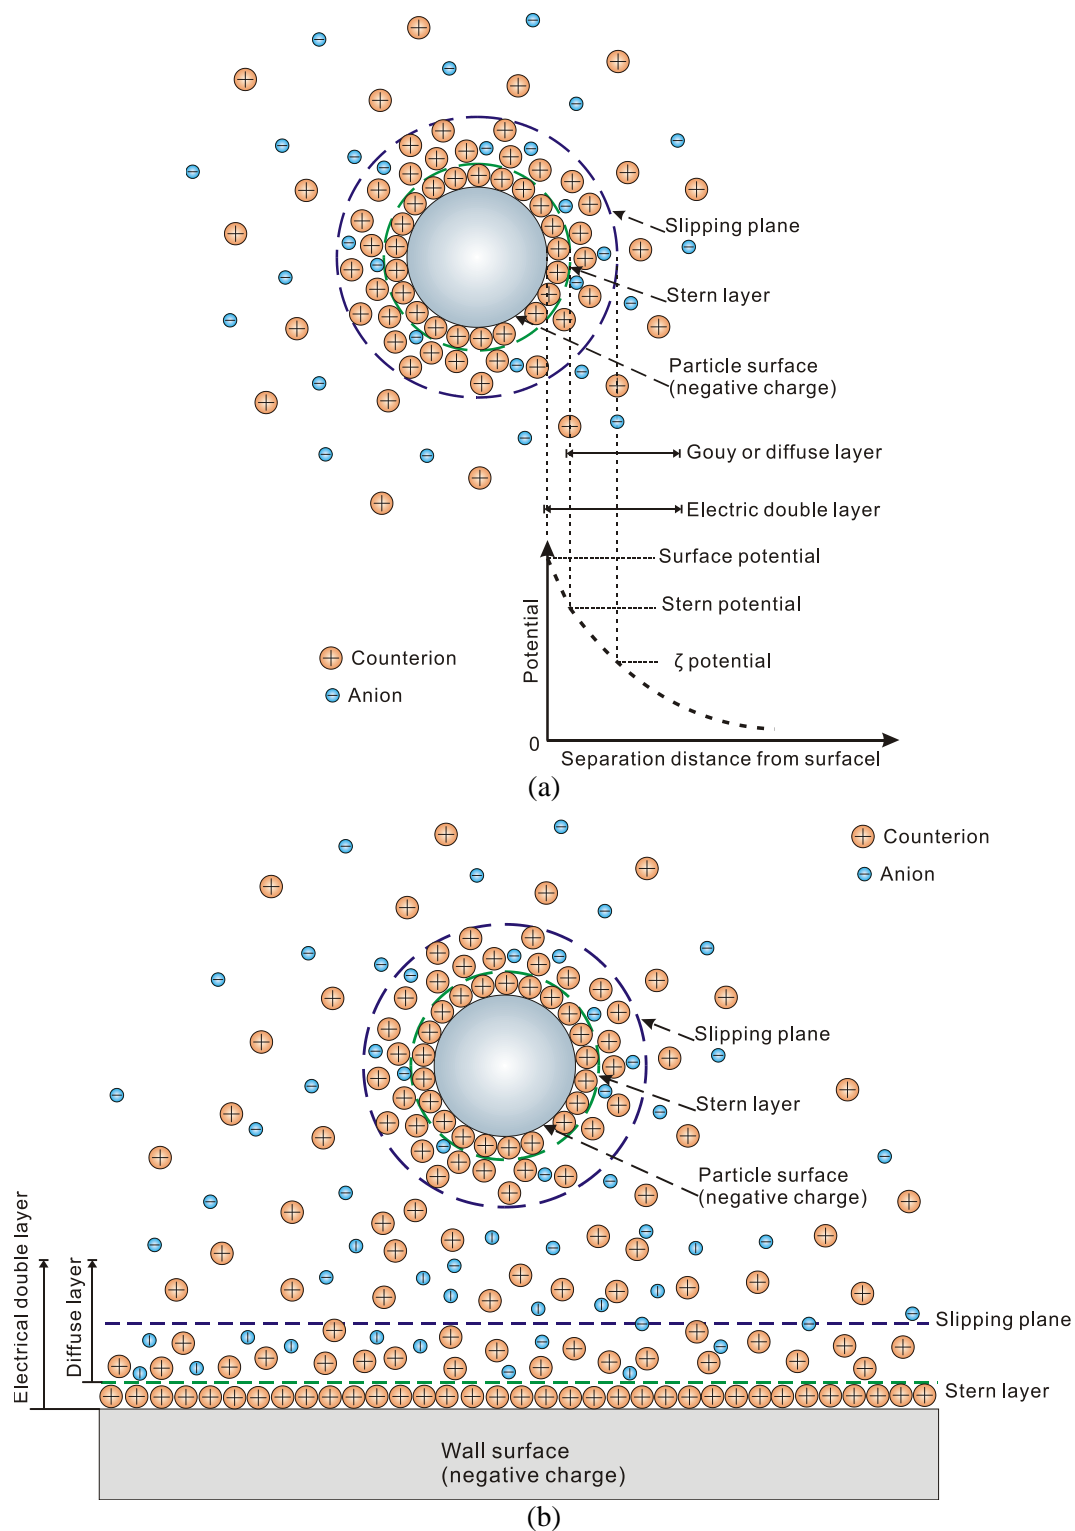 Slipping plane
Stern layer
Particle surface
(negative charge)
Gouy or diffuse layer
Electric double layer
Surface potential
Stern potential
ζ potential
Potential
0
Separation distance from surfacel
Counterion
Anion
(a)
Counterion
Anion
Slipping plane
Stern layer
Particle surface
(negative charge)
Electrical double layer
Diffuse layer
Slipping plane
Stern layer
Wall surface
(negative charge)
(b)